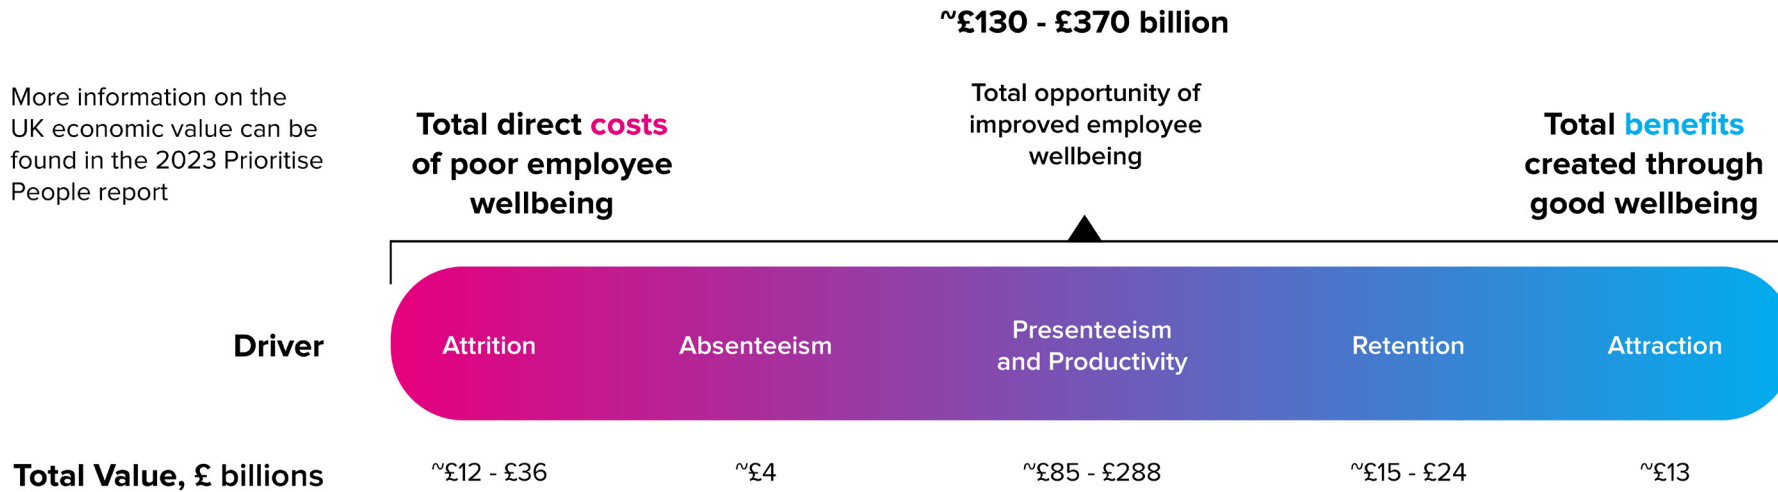 ~£130 - £370 billion
More information on the
UK economic value can be
found in the 2023 Prioritise
People report
Total direct costs
of poor employee
wellbeing
Total opportunity of
improved employee
wellbeing
Total benefits
created through
good wellbeing
Driver
Attrition
Absenteeism
Presenteeism
and Productivity
Retention
Attraction
Total Value, £ billions
~£12 - £36
~£4
~£85 - £288
~£15 - £24
~£13